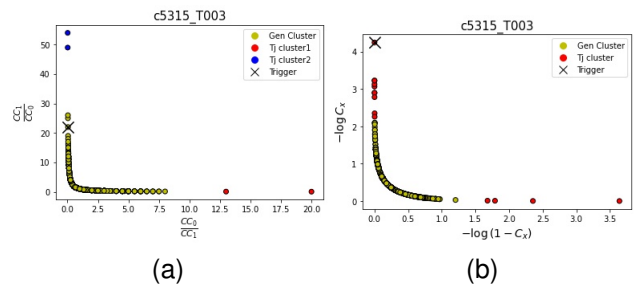 c5315_T003
Gen Cluster
Tj cluster1
Tj cluster2
Trigger
50
40
30
20
10
0
CC₁
CC₀
0.0 2.5 5.0 7.5 10.0 12.5 15.0 17.5 20.0
CC₀
CC₁
(a)
c5315_T003
Gen Cluster
Tj cluster
Trigger
4
3
2
1
0
−log Cₓ
0.0 0.5 1.0 1.5 2.0 2.5 3.0 3.5
−log (1 − Cₓ)
(b)